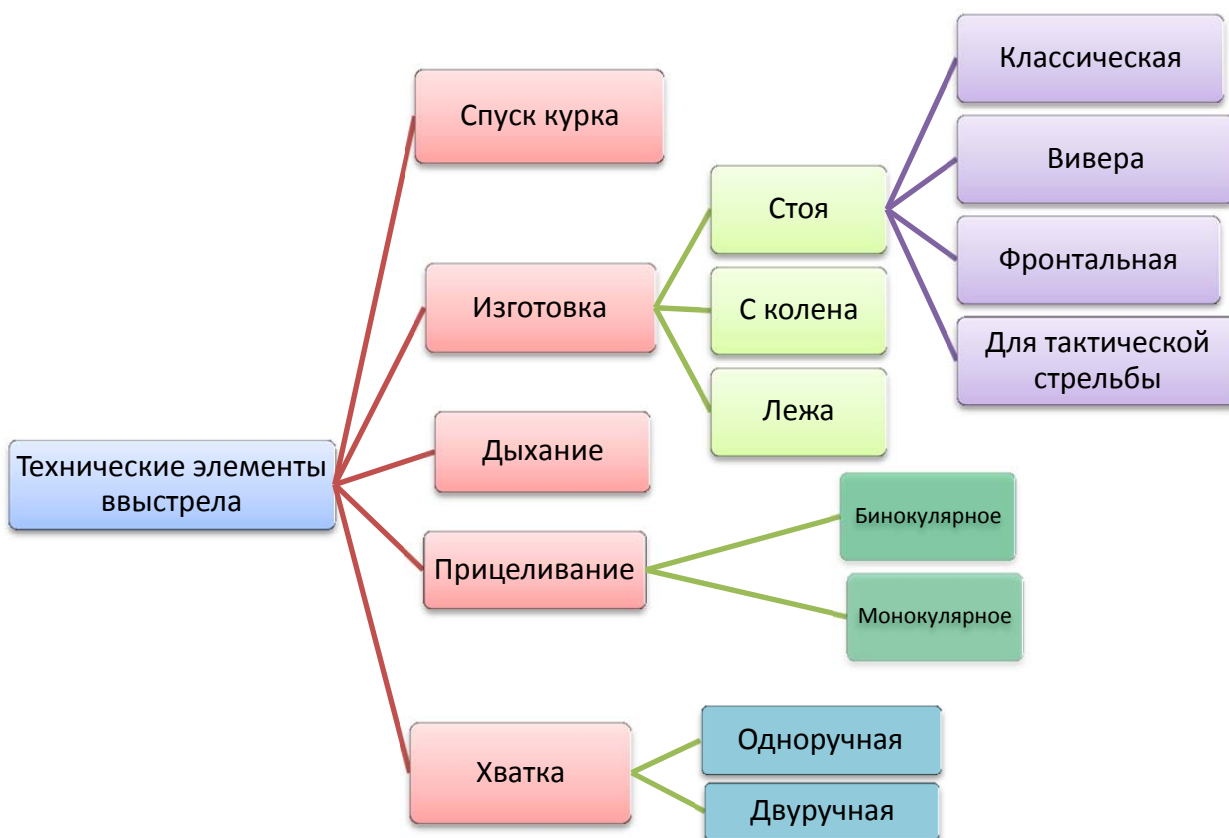 Технические элементы
ввыстрела
Спуск курка
Изготовка
Дыхание
Прицеливание
Хватка
Стоя
С колена
Лежа
Классическая
Вивера
Фронтальная
Для тактической
стрельбы
Бинокулярное
Монокулярное
Одноручная
Двуручная